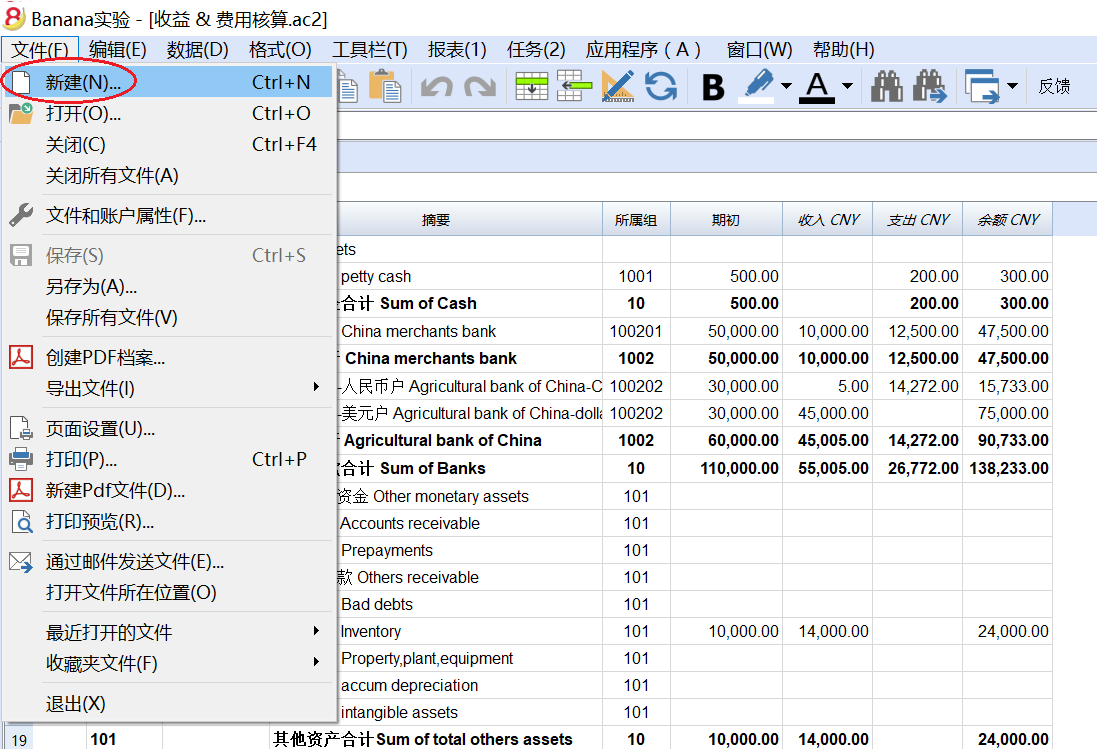 Banana实验 - [收益 & 费用核算.ac2]
文件(F) 编辑(E) 数据(D) 格式(O) 工具栏(T) 报表(1) 任务(2) 应用程序（A） 窗口(W) 帮助(H)
新建(N)... Ctrl+N
B A 反馈
打开(O)... Ctrl+O
关闭(C) Ctrl+F4
关闭所有文件(A)
文件和账户属性(F)...
保存(S) Ctrl+S
另存为(A)...
保存所有文件(V)
创建PDF档案...
导出文件(I)
页面设置(U)...
打印(P)... Ctrl+P
新建Pdf文件(D)...
打印预览(R)...
通过邮件发送文件(E)...
打开文件所在位置(O)
最近打开的文件
收藏夹文件(F)
退出(X)
摘要 所属组 期初 收入 CNY 支出 CNY 余额 CNY
ets
petty cash 1001 500.00 200.00 300.00
合计 Sum of Cash 10 500.00 200.00 300.00
China merchants bank 100201 50,000.00 10,000.00 12,500.00 47,500.00
China merchants bank 1002 50,000.00 10,000.00 12,500.00 47,500.00
-人民币户 Agricultural bank of China-C 100202 30,000.00 5.00 14,272.00 15,733.00
-美元户 Agricultural bank of China-dolla 100202 30,000.00 45,000.00 75,000.00
Agricultural bank of China 1002 60,000.00 45,005.00 14,272.00 90,733.00
合计 Sum of Banks 10 110,000.00 55,005.00 26,772.00 138,233.00
资金 Other monetary assets 101
Accounts receivable 101
Prepayments 101
款 Others receivable 101
Bad debts 101
Inventory 101 10,000.00 14,000.00 24,000.00
Property,plant,equipment 101
accum depreciation 101
intangible assets 101
19 101 其他资产合计Sum of total others assets 10 10,000.00 14,000.00 24,000.00